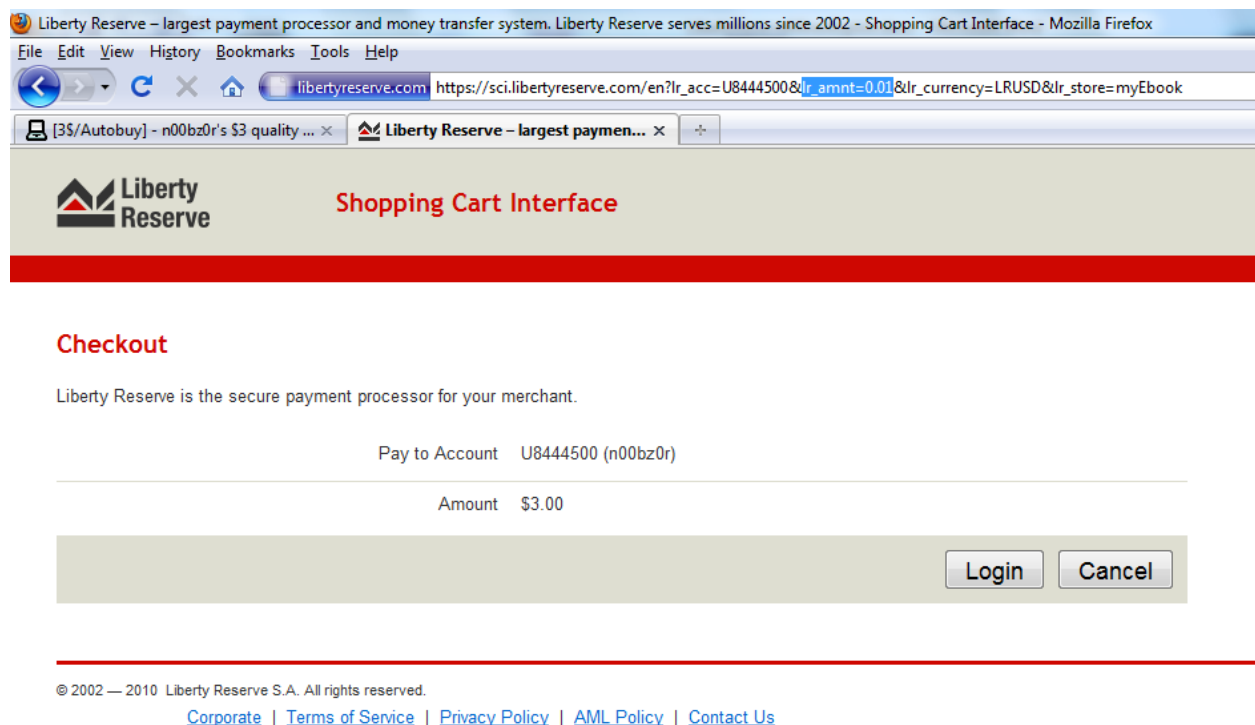 Liberty Reserve – largest payment processor and money transfer system. Liberty Reserve serves millions since 2002 - Shopping Cart Interface - Mozilla Firefox
File Edit View History Bookmarks Tools Help
libertyreserve.com https://sci.libertyreserve.com/en?lr_acc=U8444500&lr_amnt=0.01&lr_currency=LRUSD&lr_store=myEbook
[3$/Autobuy] - n00bz0r's $3 quality ... Liberty Reserve – largest paymen...
Liberty
Reserve
Shopping Cart Interface
Checkout
Liberty Reserve is the secure payment processor for your merchant.
Pay to Account U8444500 (n00bz0r)
Amount $3.00
Login Cancel
© 2002 — 2010 Liberty Reserve S.A. All rights reserved.
Corporate | Terms of Service | Privacy Policy | AML Policy | Contact Us